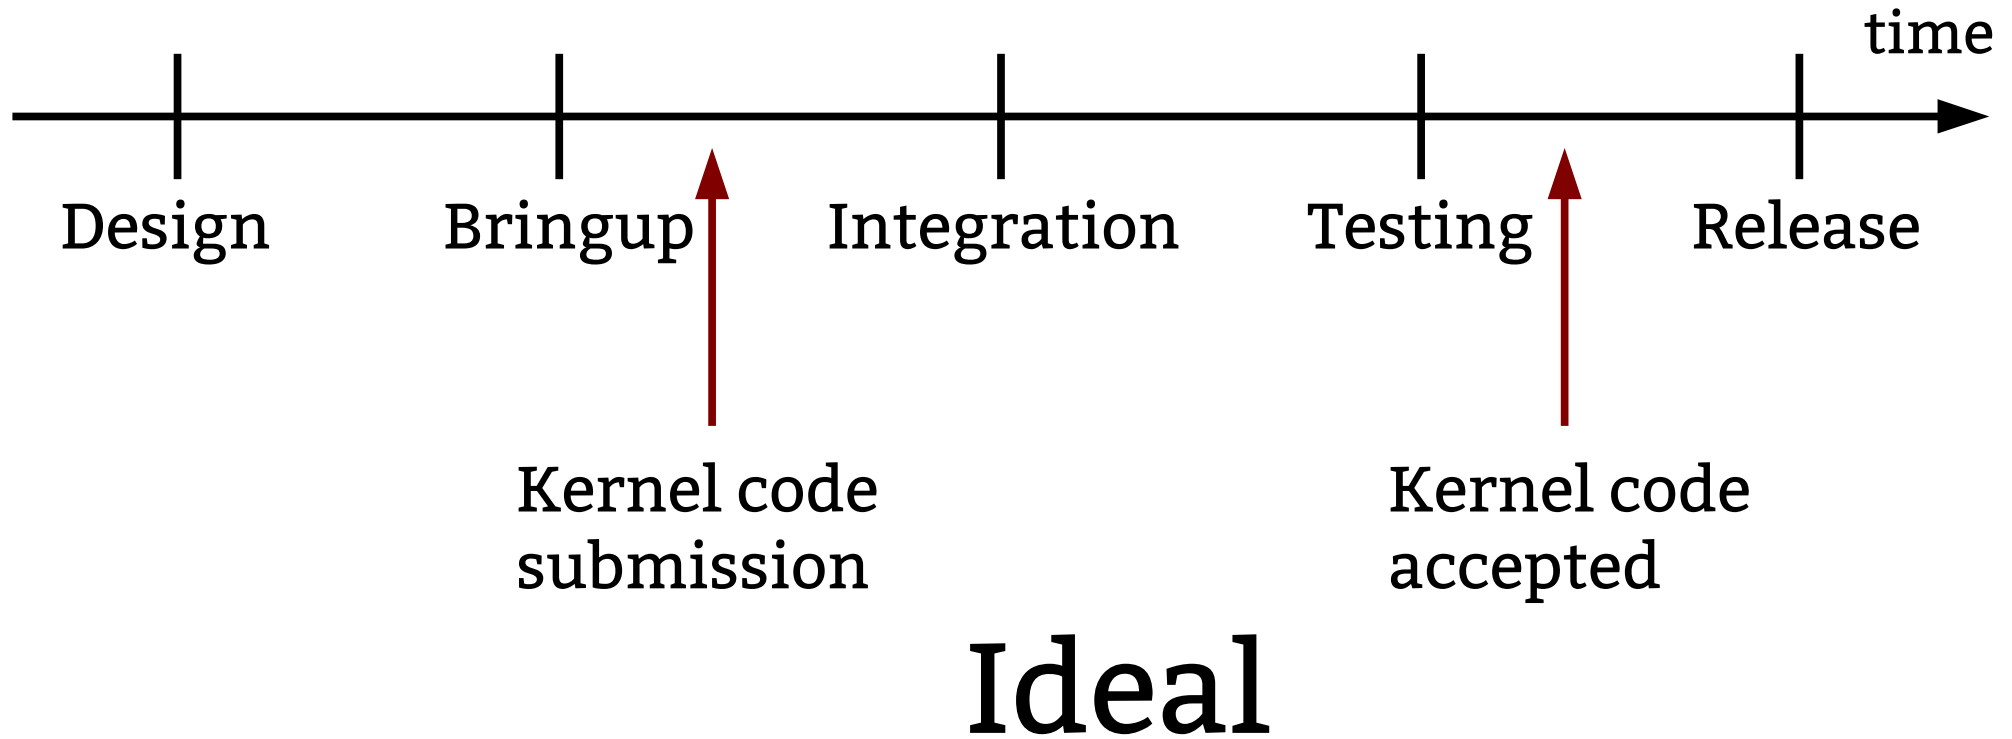 time
Design
Bringup
Integration
Testing
Release
Kernel code
submission
Kernel code
accepted
Ideal